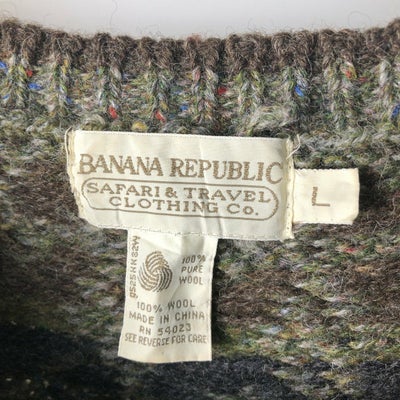 BANANA REPUBLIC
SAFARI & TRAVEL
CLOTHING CO.
L
100%
PURE
WOOL
100% WOOL
MADE IN CHINA
RN 54023
SEE REVERSE FOR CARE